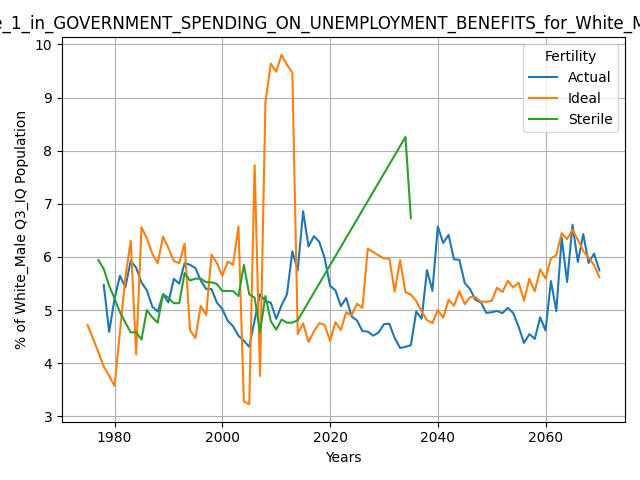 _1_in_GOVERNMENT_SPENDING_ON_UNEMPLOYMENT_BENEFITS_for_White_M
Fertility
Actual
Ideal
Sterile
% of White_Male Q3_IQ Population
10
9
8
7
6
5
4
3
1980
2000
2020
2040
2060
Years